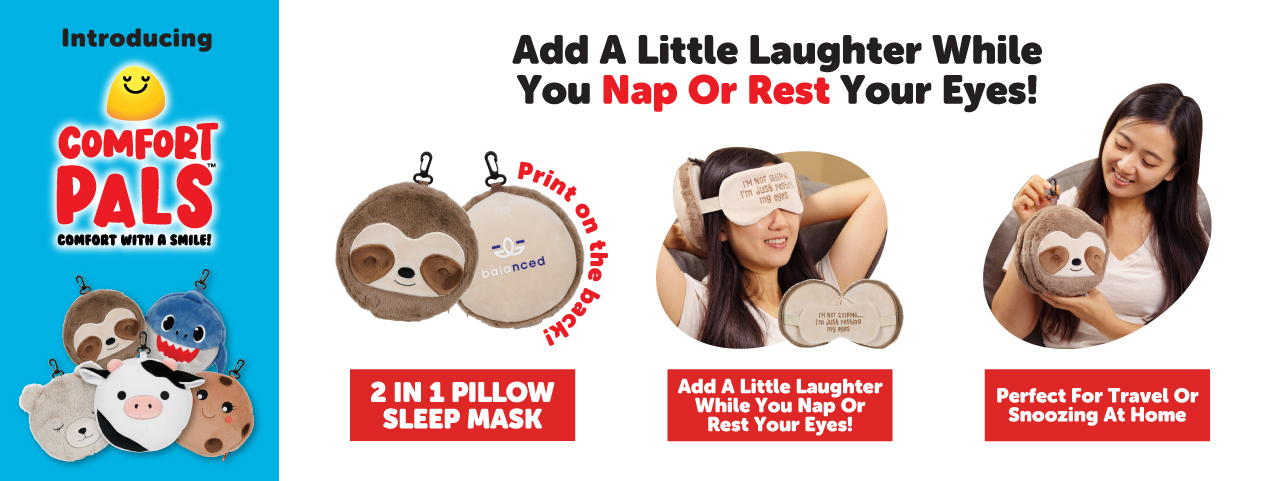 Introducing
COMFORT
PALS™
COMFORT WITH A SMILE!
Add A Little Laughter While
You Nap Or Rest Your Eyes!
Print on the back!
balanced
2 IN 1 PILLOW
SLEEP MASK
I'M NOT SLEEPING
I'm Just resting
my eyes
I'M NOT SLEEPING...
I'm Just resting
my eyes
Add A Little Laughter
While You Nap Or
Rest Your Eyes!
Perfect For Travel Or
Snoozing At Home